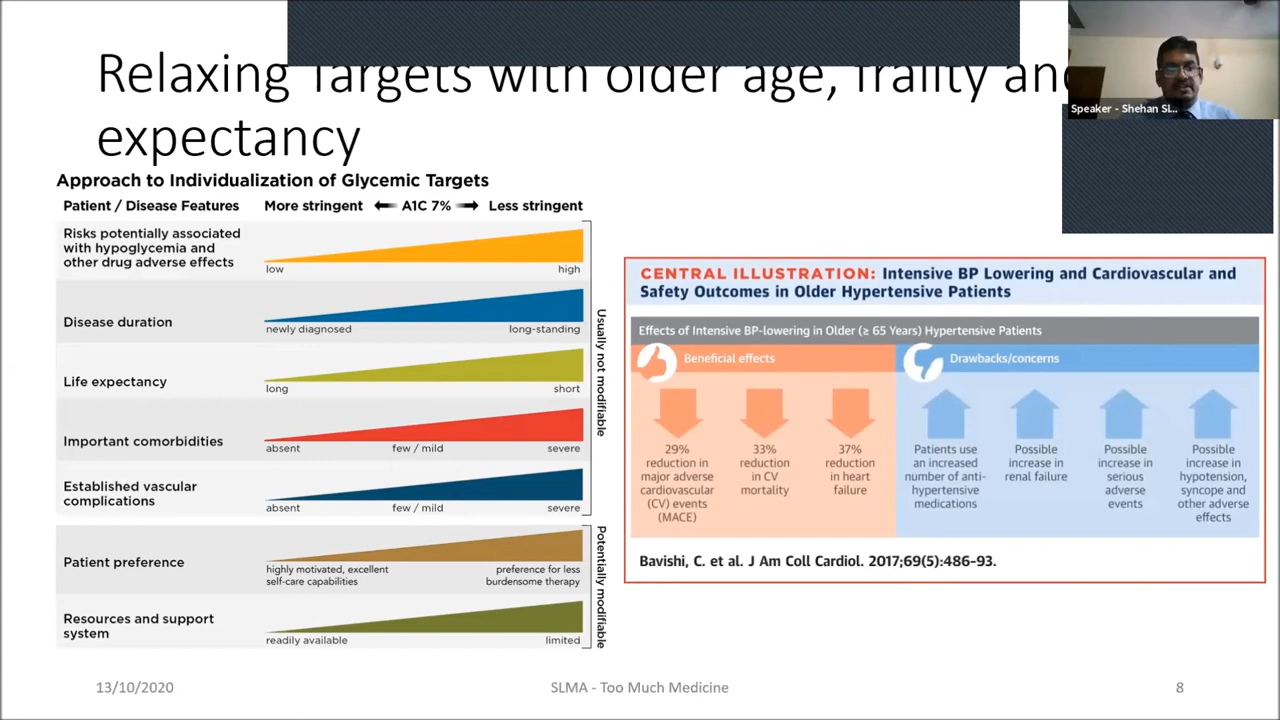 Relaxing Targets with older age, frailty and
expectancy
Speaker - Shehan Sl...
Approach to Individualization of Glycemic Targets
Patient / Disease Features More stringent A1C 7% Less stringent
Risks potentially associated
with hypoglycemia and
other drug adverse effects
low high
Disease duration
newly diagnosed long-standing
Life expectancy
long short
Important comorbidities
absent few / mild severe
Established vascular
complications
absent few / mild severe
Usually not modifiable
Patient preference
highly motivated, excellent
self-care capabilities
preference for less
burdensome therapy
Resources and support
system
readily available limited
Potentially modifiable
CENTRAL ILLUSTRATION: Intensive BP Lowering and Cardiovascular and
Safety Outcomes in Older Hypertensive Patients
Effects of Intensive BP-lowering in Older (≥ 65 Years) Hypertensive Patients
Beneficial effects
29%
reduction in
major adverse
cardiovascular
(CV) events
(MACE)
33%
reduction
in CV
mortality
37%
reduction
in heart
failure
Drawbacks/concerns
Patients use
an increased
number of anti-
hypertensive
medications
Possible
increase in
renal failure
Possible
increase in
serious
adverse
events
Possible
increase in
hypotension,
syncope and
other adverse
effects
Bavishi, C. et al. J Am Coll Cardiol. 2017;69(5):486–93.
13/10/2020 SLMA - Too Much Medicine 8